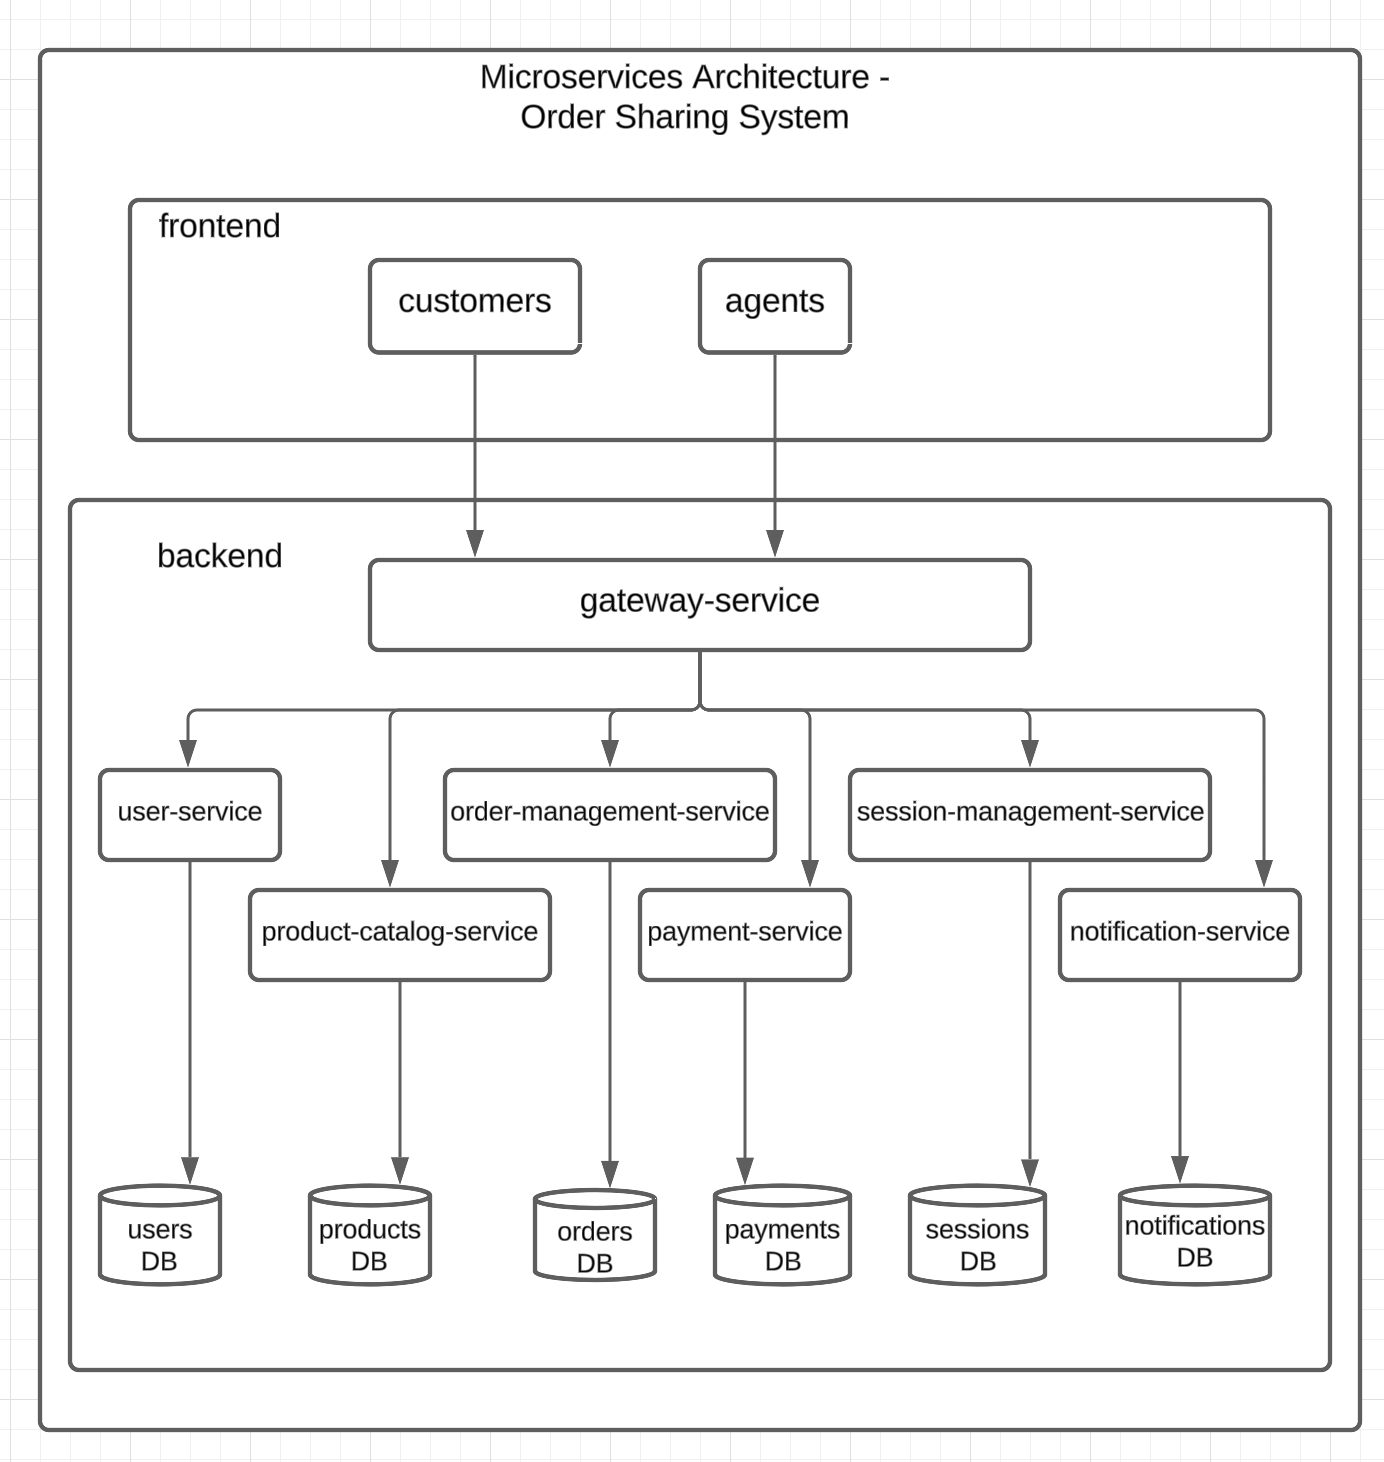 Microservices Architecture -
Order Sharing System
frontend
customers
agents
backend
gateway-service
user-service
order-management-service
session-management-service
product-catalog-service
payment-service
notification-service
users
DB
products
DB
orders
DB
payments
DB
sessions
DB
notifications
DB